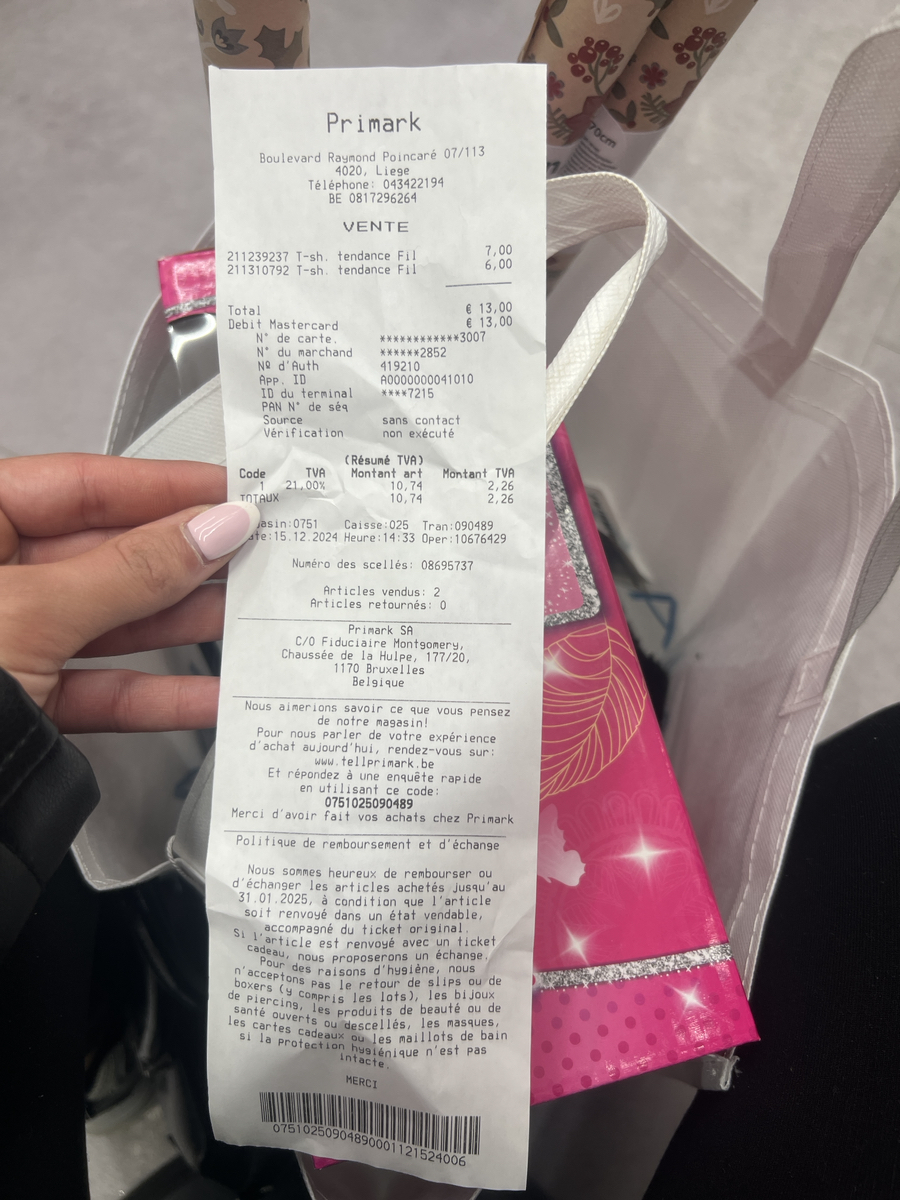 70cm
Primark
Boulevard Raymond Poincaré 07/113
4020, Liege
Téléphone: 043422194
BE 0817296264
VENTE
211239237 T-sh. tendance Fil 7,00
211310792 T-sh. tendance Fil 6,00
Total € 13,00
Debit Mastercard € 13,00
N° de carte. ************3007
N° du marchand ******2852
Nº d'Auth 419210
App. ID A0000000041010
ID du terminal ****7215
PAN N° de séq
Source sans contact
Vérification non exécuté
(Résumé TVA)
Code TVA Montant art Montant TVA
1 21,00% 10,74 2,26
TOTAUX 10,74 2,26
asin:0751 Caisse:025 Tran:090489
ate:15.12.2024 Heure:14:33 Oper:10676429
Numéro des scellés: 08695737
Articles vendus: 2
Articles retournés: 0
Primark SA
C/O Fiduciaire Montgomery,
Chaussée de la Hulpe, 177/20,
1170 Bruxelles
Belgique
Nous aimerions savoir ce que vous pensez
de notre magasin!
Pour nous parler de votre expérience
d'achat aujourd'hui, rendez-vous sur:
www.tellprimark.be
Et répondez à une enquête rapide
en utilisant ce code:
0751025090489
Merci d'avoir fait vos achats chez Primark
Politique de remboursement et d'échange
Nous sommes heureux de rembourser ou
d'échanger les articles achetés jusqu'au
31.01.2025, à condition que l'article
soit renvoyé dans un état vendable,
accompagné du ticket original.
Si l'article est renvoyé avec un ticket
cadeau, nous proposerons un échange.
Pour des raisons d'hygiène, nous
n'acceptons pas le retour de slips ou de
boxers (y compris les lots), les bijoux
de piercing, les produits de beauté ou de
santé ouverts ou descellés, les masques,
les cartes cadeaux ou les maillots de bain
si la protection hygiénique n'est pas
intacte.
MERCI
07510250904890001121524006